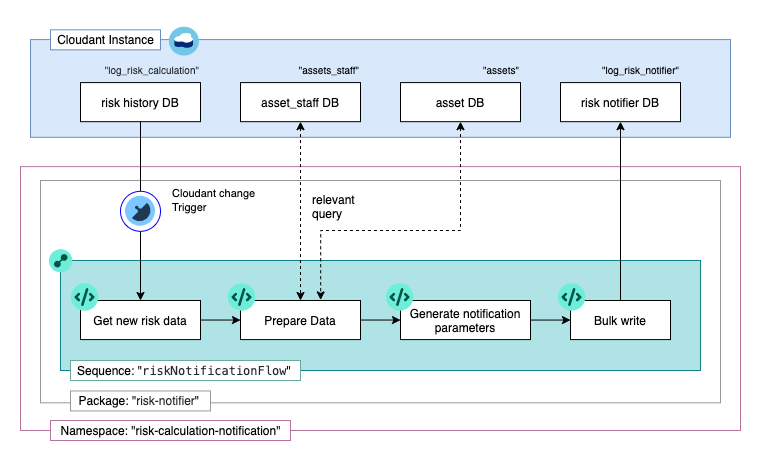 Cloudant Instance
"log_risk_calculation"
"assets_staff"
"assets"
"log_risk_notifier"
risk history DB
asset_staff DB
asset DB
risk notifier DB
Cloudant change
Trigger
relevant
query
</>
</>
</>
</>
Get new risk data
Prepare Data
Generate notification
parameters
Bulk write
Sequence: "riskNotificationFlow"
Package: "risk-notifier"
Namespace: "risk-calculation-notification"